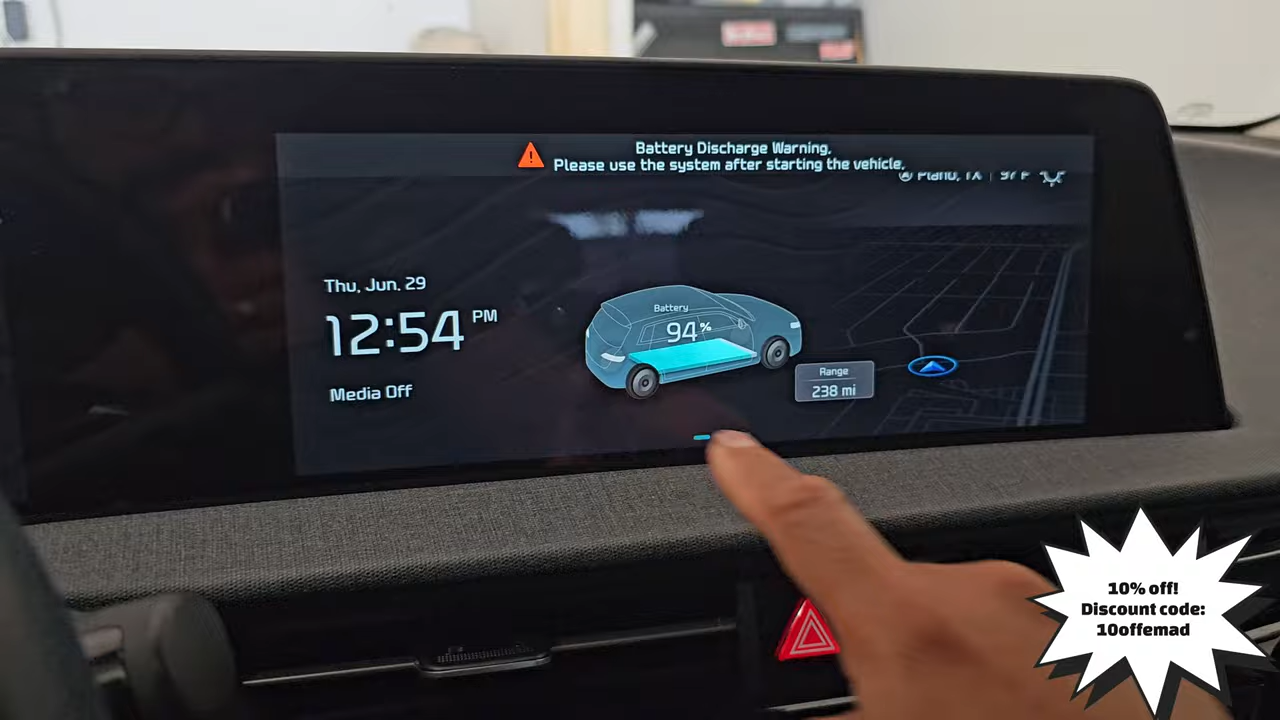 Battery Discharge Warning.
Please use the system after starting the vehicle.
Plano, TX | 97 F
Thu, Jun. 29
12:54 PM
Media Off
Battery
94%
Range
238 mi
10% off!
Discount code:
10offemad